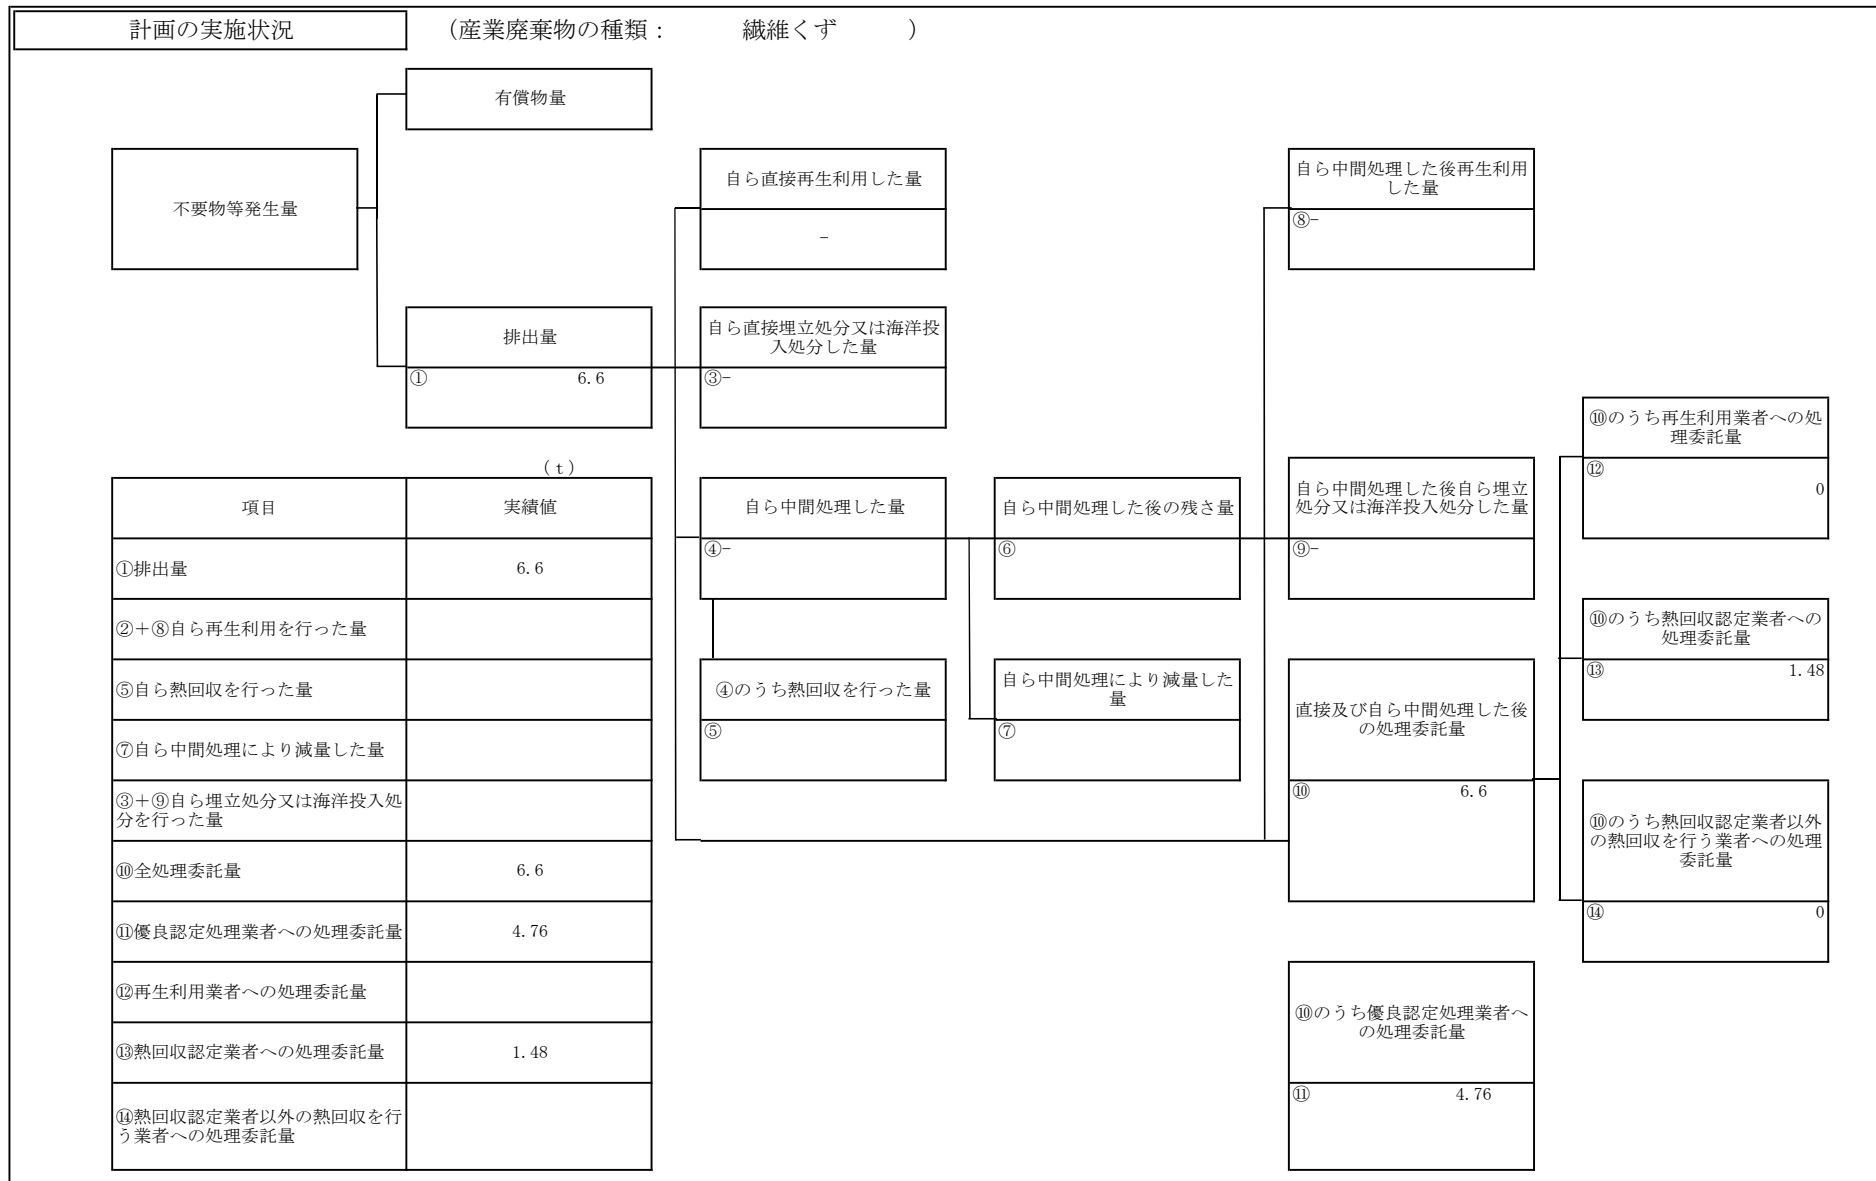 計画の実施状況
（産業廃棄物の種類： 繊維くず ）
有償物量
不要物等発生量
自ら直接再生利用した量
-
自ら中間処理した後再生利用
した量
⑧-
排出量
① 6.6
自ら直接埋立処分又は海洋投
入処分した量
③-
（ｔ）
項目 実績値
①排出量 6.6
②＋⑧自ら再生利用を行った量
⑤自ら熱回収を行った量
⑦自ら中間処理により減量した量
③＋⑨自ら埋立処分又は海洋投入処
分を行った量
⑩全処理委託量 6.6
⑪優良認定処理業者への処理委託量 4.76
⑫再生利用業者への処理委託量
⑬熱回収認定業者への処理委託量 1.48
⑭熱回収認定業者以外の熱回収を行
う業者への処理委託量
自ら中間処理した量
④-
④のうち熱回収を行った量
⑤
自ら中間処理した後の残さ量
⑥
自ら中間処理により減量した
量
⑦
自ら中間処理した後自ら埋立
処分又は海洋投入処分した量
⑨-
直接及び自ら中間処理した後
の処理委託量
⑩ 6.6
⑩のうち優良認定処理業者へ
の処理委託量
⑪ 4.76
⑩のうち再生利用業者への処
理委託量
⑫
0
⑩のうち熱回収認定業者への
処理委託量
⑬ 1.48
⑩のうち熱回収認定業者以外
の熱回収を行う業者への処理
委託量
⑭ 0